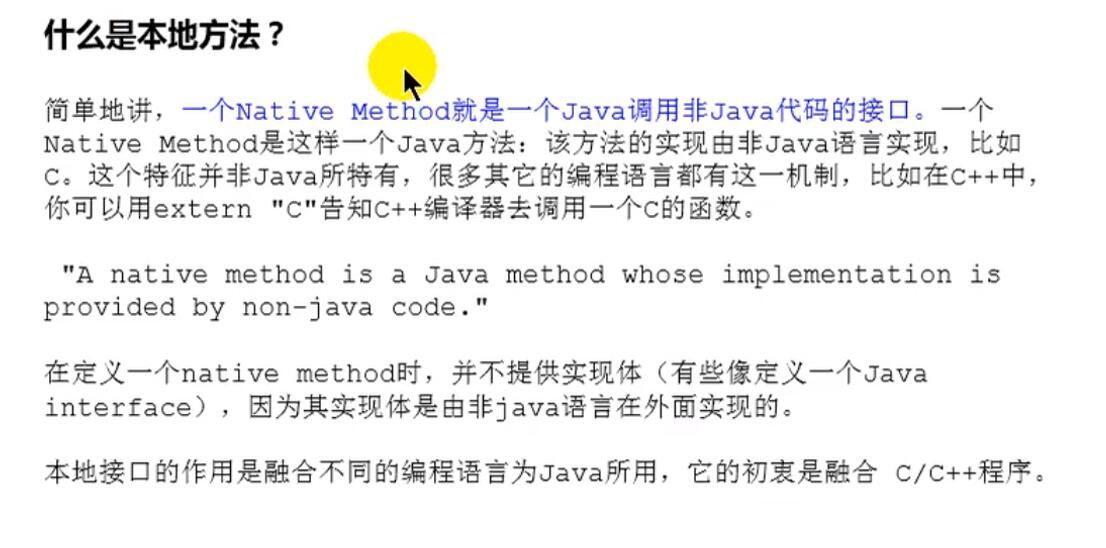 什么是本地方法？
简单地讲，一个Native Method就是一个Java调用非Java代码的接口。一个
Native Method是这样一个Java方法：该方法的实现由非Java语言实现，比如
C。这个特征并非Java所特有，很多其它的编程语言都有这一机制，比如在C++中，
你可以用extern "C"告知C++编译器去调用一个C的函数。
"A native method is a Java method whose implementation is
provided by non-java code."
在定义一个native method时，并不提供实现体（有些像定义一个Java
interface），因为其实现体是由非java语言在外面实现的。
本地接口的作用是融合不同的编程语言为Java所用，它的初衷是融合 C/C++程序。